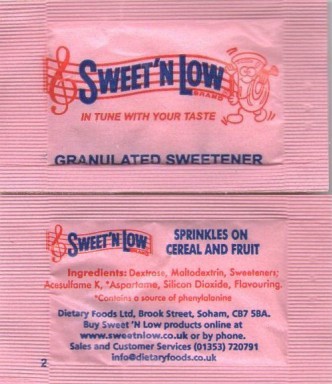 SWEET'N LOW
BRAND
IN TUNE WITH YOUR TASTE
GRANULATED SWEETENER
SWEET'N LOW
SPRINKLES ON
CEREAL AND FRUIT
Ingredients: Dextrose, Maltodextrin, Sweeteners;
Acesulfame K, *Aspartame, Silicon Dioxide, Flavouring.
*Contains a source of phenylalanine
Dietary Foods Ltd, Brook Street, Soham, CB7 5BA.
Buy Sweet 'N Low products online at
www.sweetnlow.co.uk or by phone.
Sales and Customer Services (01353) 720791
info@dietaryfoods.co.uk
2